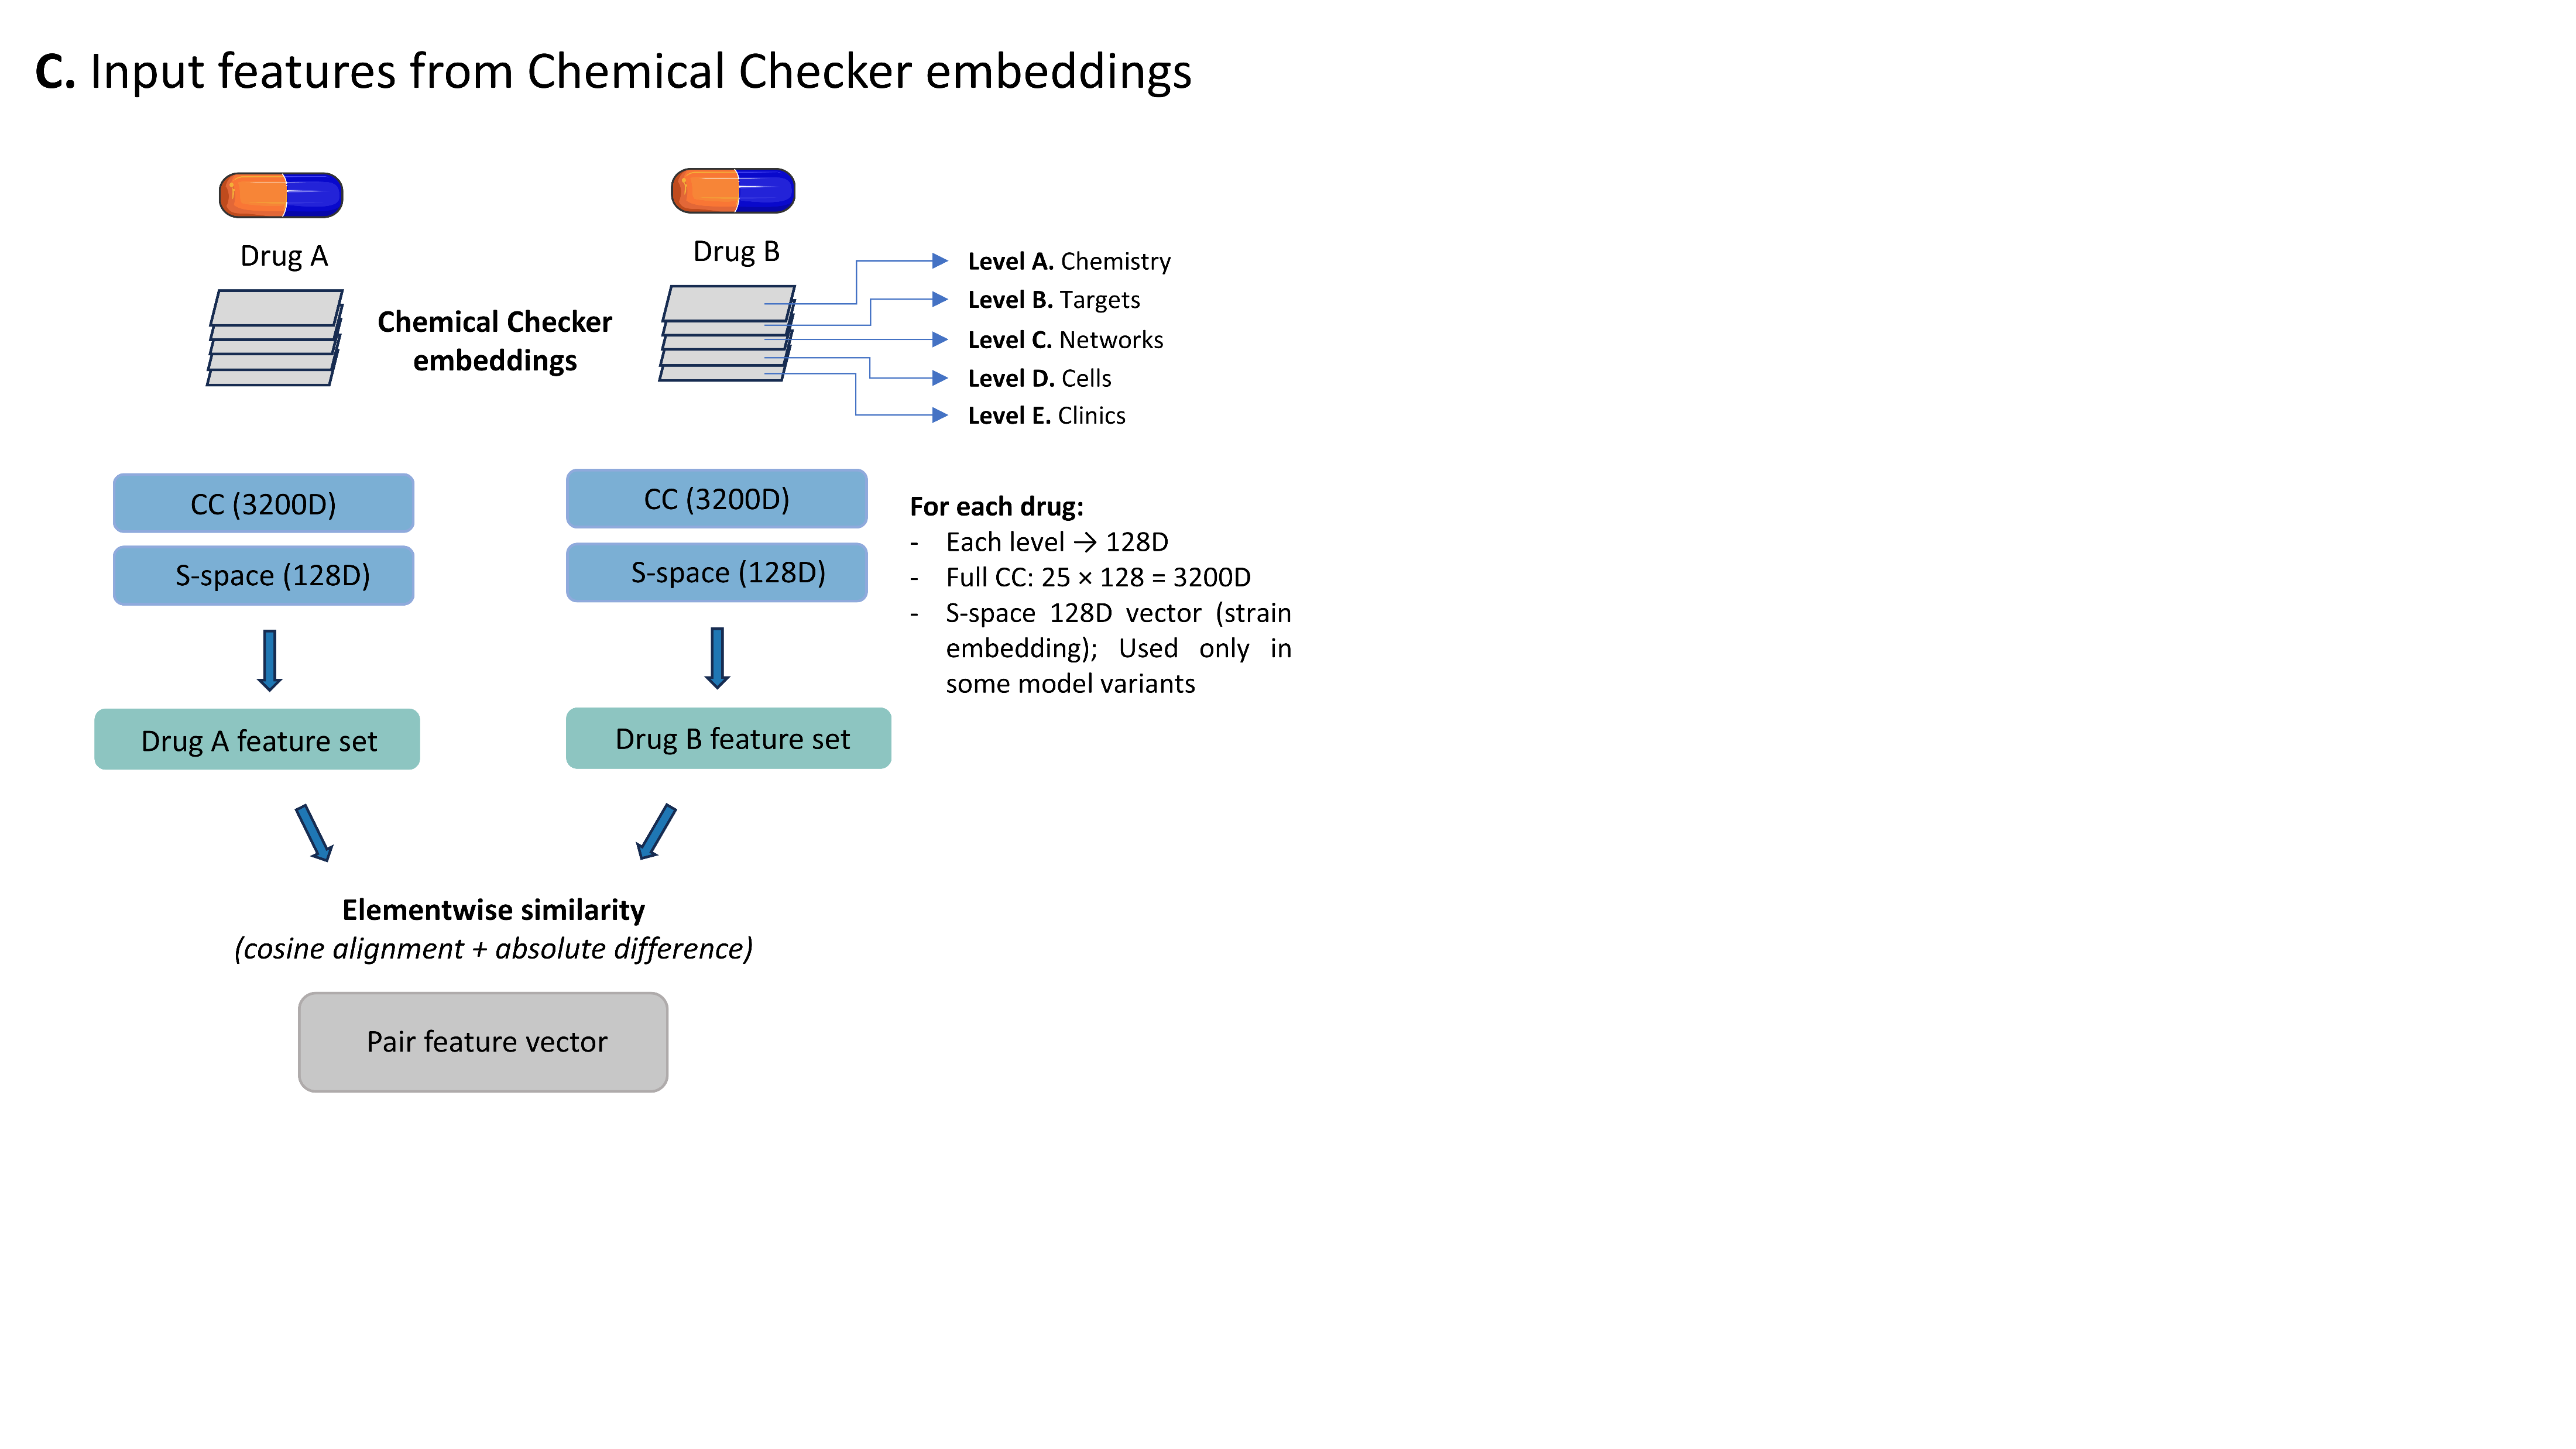 C. Input features from Chemical Checker embeddings
Drug A
Drug B
Chemical Checker
embeddings
Level A. Chemistry
Level B. Targets
Level C. Networks
Level D. Cells
Level E. Clinics
CC (3200D)
S-space (128D)
CC (3200D)
S-space (128D)
For each drug:
- Each level → 128D
- Full CC: 25 × 128 = 3200D
- S-space 128D vector (strain
embedding); Used only in
some model variants
Drug A feature set
Drug B feature set
Elementwise similarity
(cosine alignment + absolute difference)
Pair feature vector